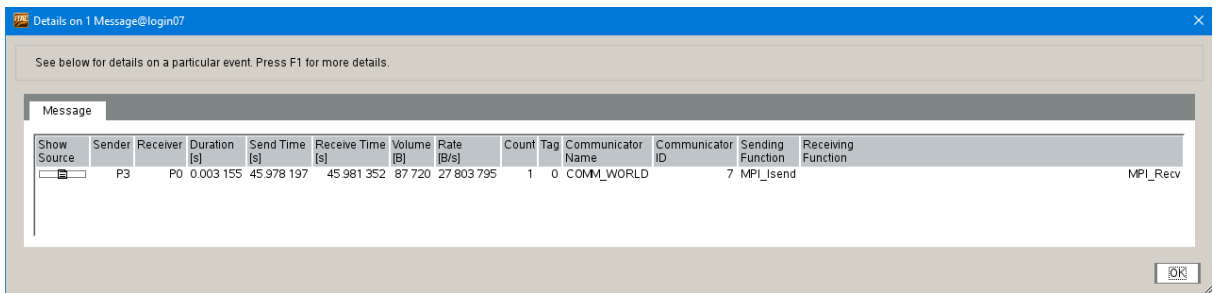 Details on 1 Message@login07
See below for details on a particular event. Press F1 for more details.
Message
Show Sender Receiver Duration Send Time Receive Time Volume Rate Count Tag Communicator Communicator Sending Receiving
Source [s] [s] [s] [B] [B/s] Name ID Function Function
P3 P0 0.003 155 45.978 197 45.981 352 87 720 27 803 795 1 0 COMM_WORLD 7 MPI_Isend MPI_Recv
OK